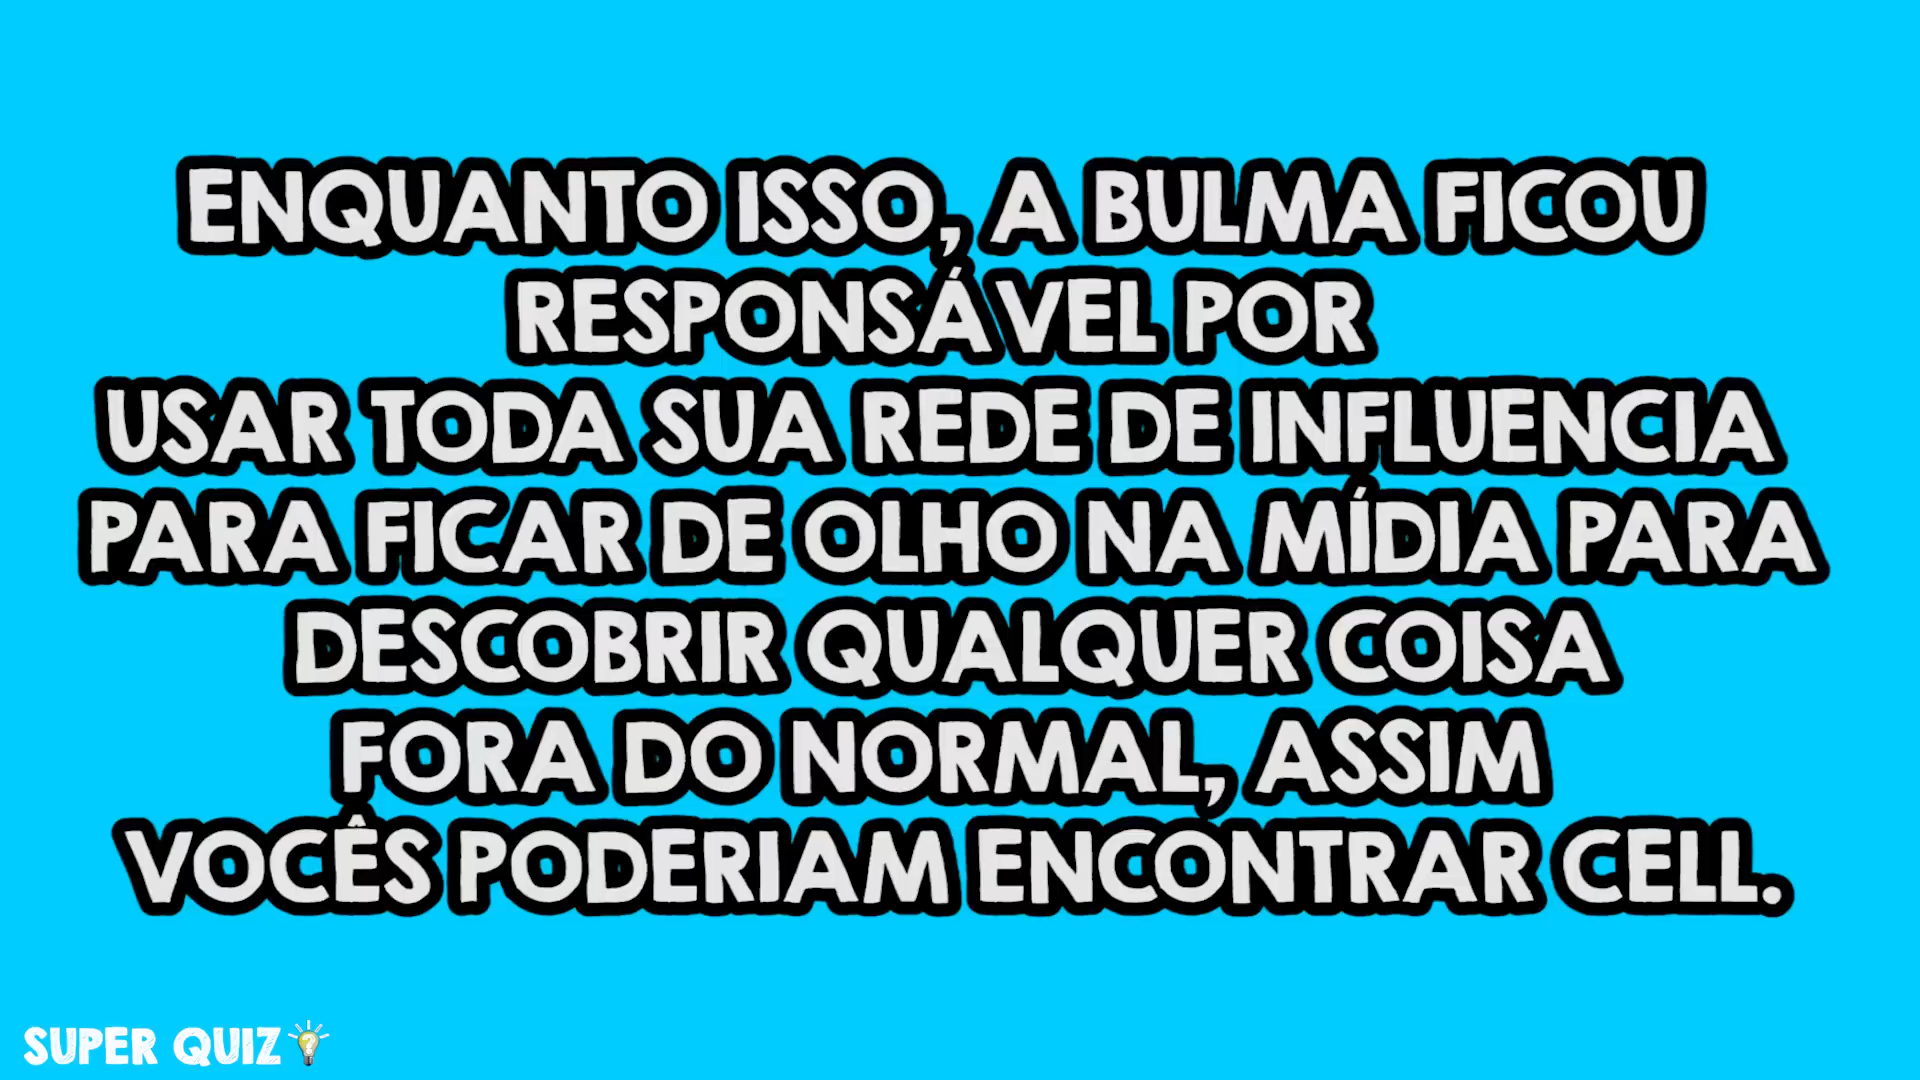 ENQUANTO ISSO, A BULMA FICOU
RESPONSÁVEL POR
USAR TODA SUA REDE DE INFLUENCIA
PARA FICAR DE OLHO NA MÍDIA PARA
DESCOBRIR QUALQUER COISA
FORA DO NORMAL, ASSIM
VOCÊS PODERIAM ENCONTRAR CELL.
SUPER QUIZ